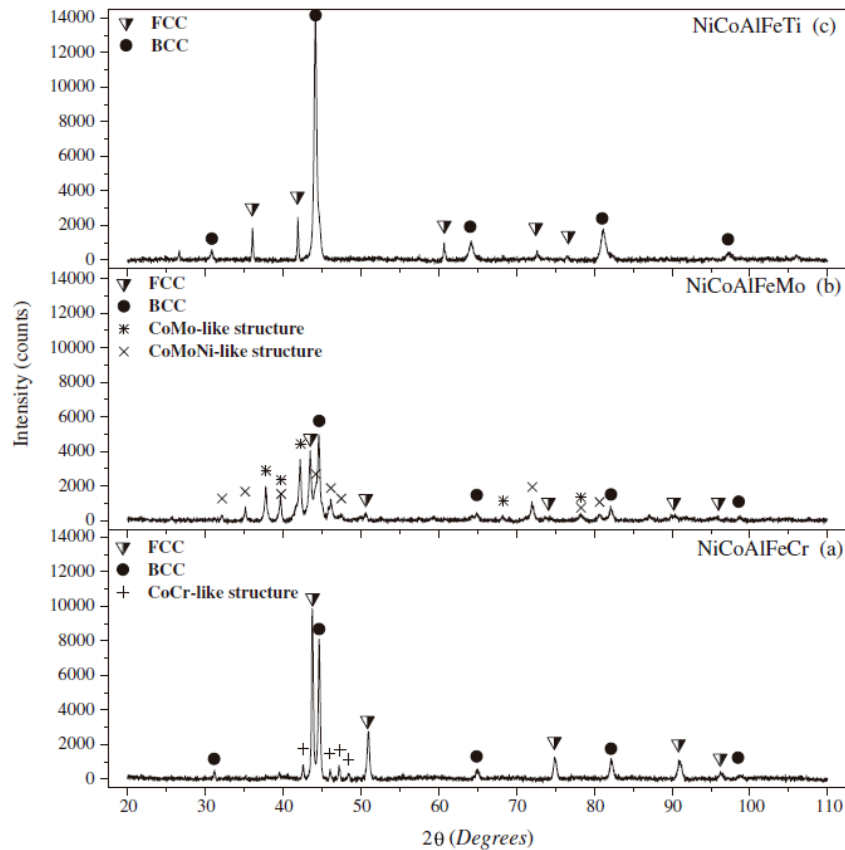 14000
12000
10000
8000
6000
4000
2000
0
FCC
BCC
NiCoAlFeTi (c)
14000
12000
10000
8000
6000
4000
2000
0
FCC
BCC
CoMo-like structure
CoMoNi-like structure
NiCoAlFeMo (b)
Intensity (counts)
14000
12000
10000
8000
6000
4000
2000
0
FCC
BCC
CoCr-like structure
NiCoAlFeCr (a)
20 30 40 50 60 70 80 90 100 110
2θ (Degrees)